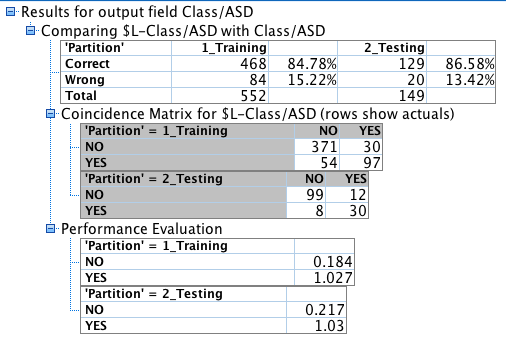 Results for output field Class/ASD
Comparing $L-Class/ASD with Class/ASD
'Partition' 1_Training 2_Testing
Correct 468 84.78% 129 86.58%
Wrong 84 15.22% 20 13.42%
Total 552 149
Coincidence Matrix for $L-Class/ASD (rows show actuals)
'Partition' = 1_Training NO YES
NO 371 30
YES 54 97
'Partition' = 2_Testing NO YES
NO 99 12
YES 8 30
Performance Evaluation
'Partition' = 1_Training
NO 0.184
YES 1.027
'Partition' = 2_Testing
NO 0.217
YES 1.03